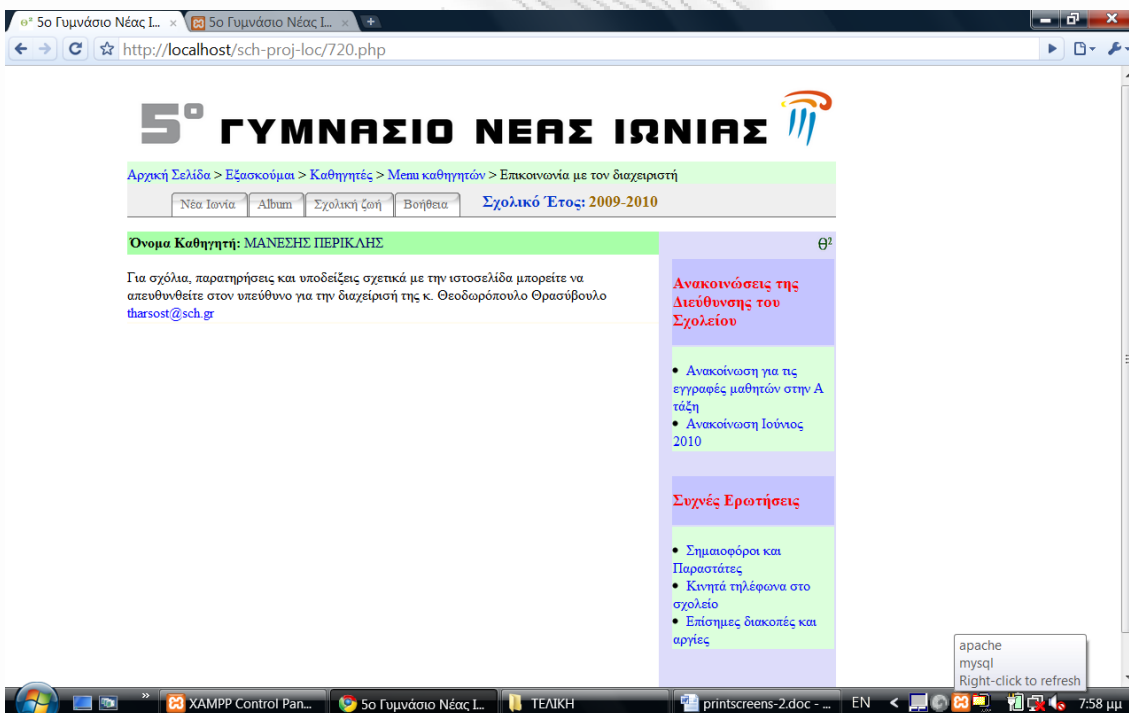 5ο Γυμνάσιο Νέας Ι...
5ο Γυμνάσιο Νέας Ι...
http://localhost/sch-proj-loc/720.php
5ο ΓΥΜΝΑΣΙΟ ΝΕΑΣ ΙΩΝΙΑΣ
Αρχική Σελίδα > Εξασκούμαι > Καθηγητές > Menu καθηγητών > Επικοινωνία με τον διαχειριστή
Νέα Ιωνία Album Σχολική ζωή Βοήθεια Σχολικό Έτος: 2009-2010
Όνομα Καθηγητή: ΜΑΝΕΣΗΣ ΠΕΡΙΚΛΗΣ
θ²
Για σχόλια, παρατηρήσεις και υποδείξεις σχετικά με την ιστοσελίδα μπορείτε να
απευθυνθείτε στον υπεύθυνο για την διαχείρισή της κ. Θεοδωρόπουλο Θρασύβουλο
tharsost@sch.gr
Ανακοινώσεις της
Διεύθυνσης του
Σχολείου
• Ανακοίνωση για τις
εγγραφές μαθητών στην Α
τάξη
• Ανακοίνωση Ιούνιος
2010
Συχνές Ερωτήσεις
• Σημαιοφόροι και
Παραστάτες
• Κινητά τηλέφωνα στο
σχολείο
• Επίσημες διακοπές και
αργίες
apache
mysql
Right-click to refresh
XAMPP Control Pan...
5ο Γυμνάσιο Νέας Ι...
ΤΕΛΙΚΗ
printscreens-2.doc - ...
EN
7:58 μμ